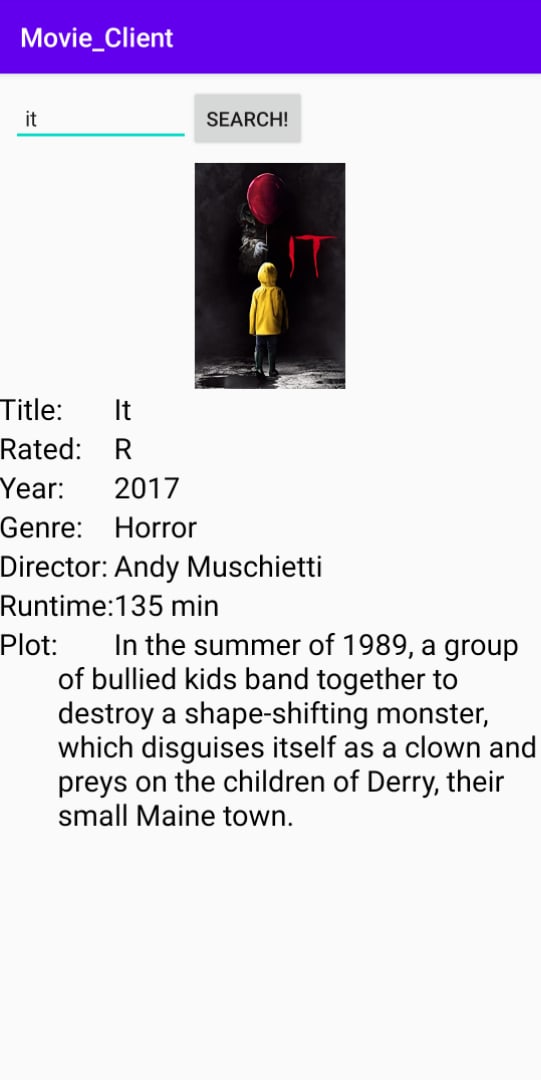 Movie_Client
it SEARCH!
IT
Title: It
Rated: R
Year: 2017
Genre: Horror
Director: Andy Muschietti
Runtime:135 min
Plot: In the summer of 1989, a group
of bullied kids band together to
destroy a shape-shifting monster,
which disguises itself as a clown and
preys on the children of Derry, their
small Maine town.